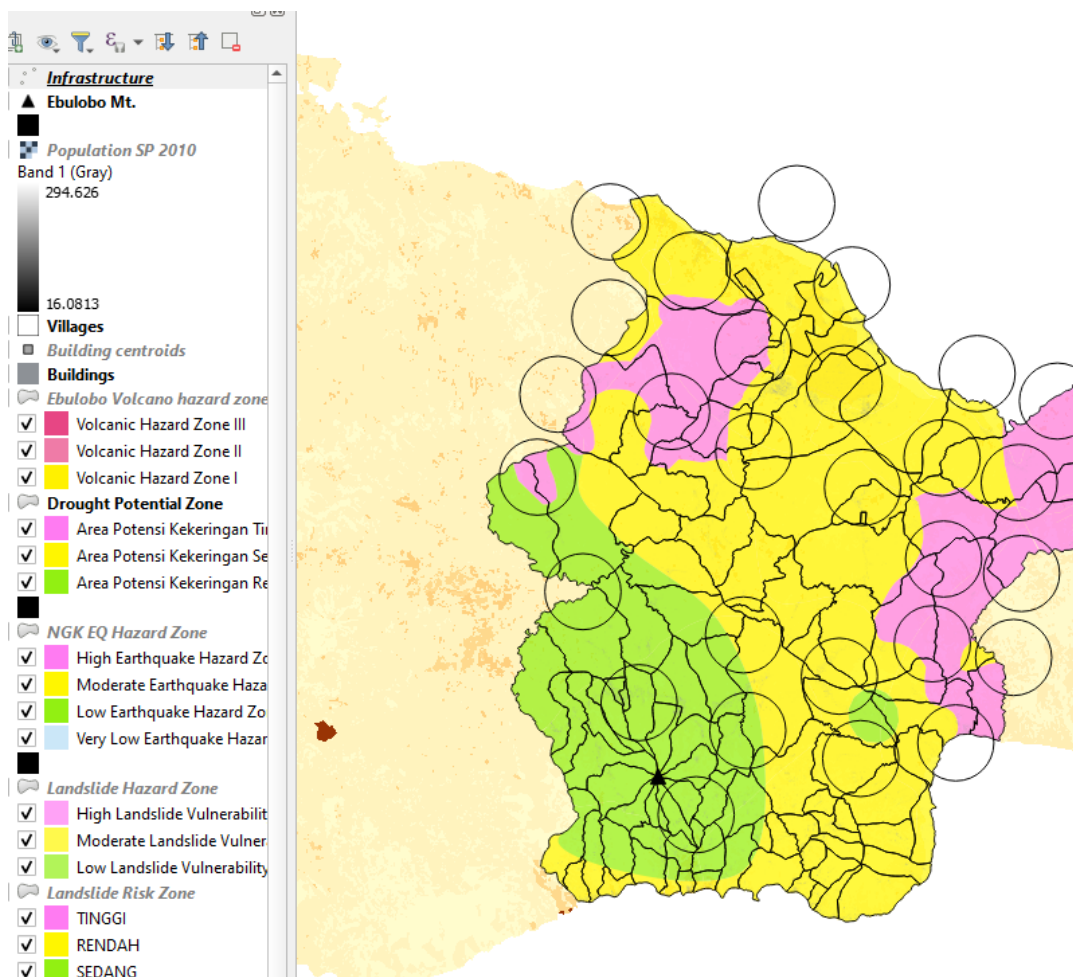 Infrastructure
Ebulobo Mt.
Population SP 2010
Band 1 (Gray)
294.626
16.0813
Villages
Building centroids
Buildings
Ebulobo Volcano hazard zone
Volcanic Hazard Zone III
Volcanic Hazard Zone II
Volcanic Hazard Zone I
Drought Potential Zone
Area Potensi Kekeringan Ti
Area Potensi Kekeringan Se
Area Potensi Kekeringan Re
NGK EQ Hazard Zone
High Earthquake Hazard Zo
Moderate Earthquake Haza
Low Earthquake Hazard Zo
Very Low Earthquake Hazar
Landslide Hazard Zone
High Landslide Vulnerabilit
Moderate Landslide Vulner
Low Landslide Vulnerability
Landslide Risk Zone
TINGGI
RENDAH
SEDANG